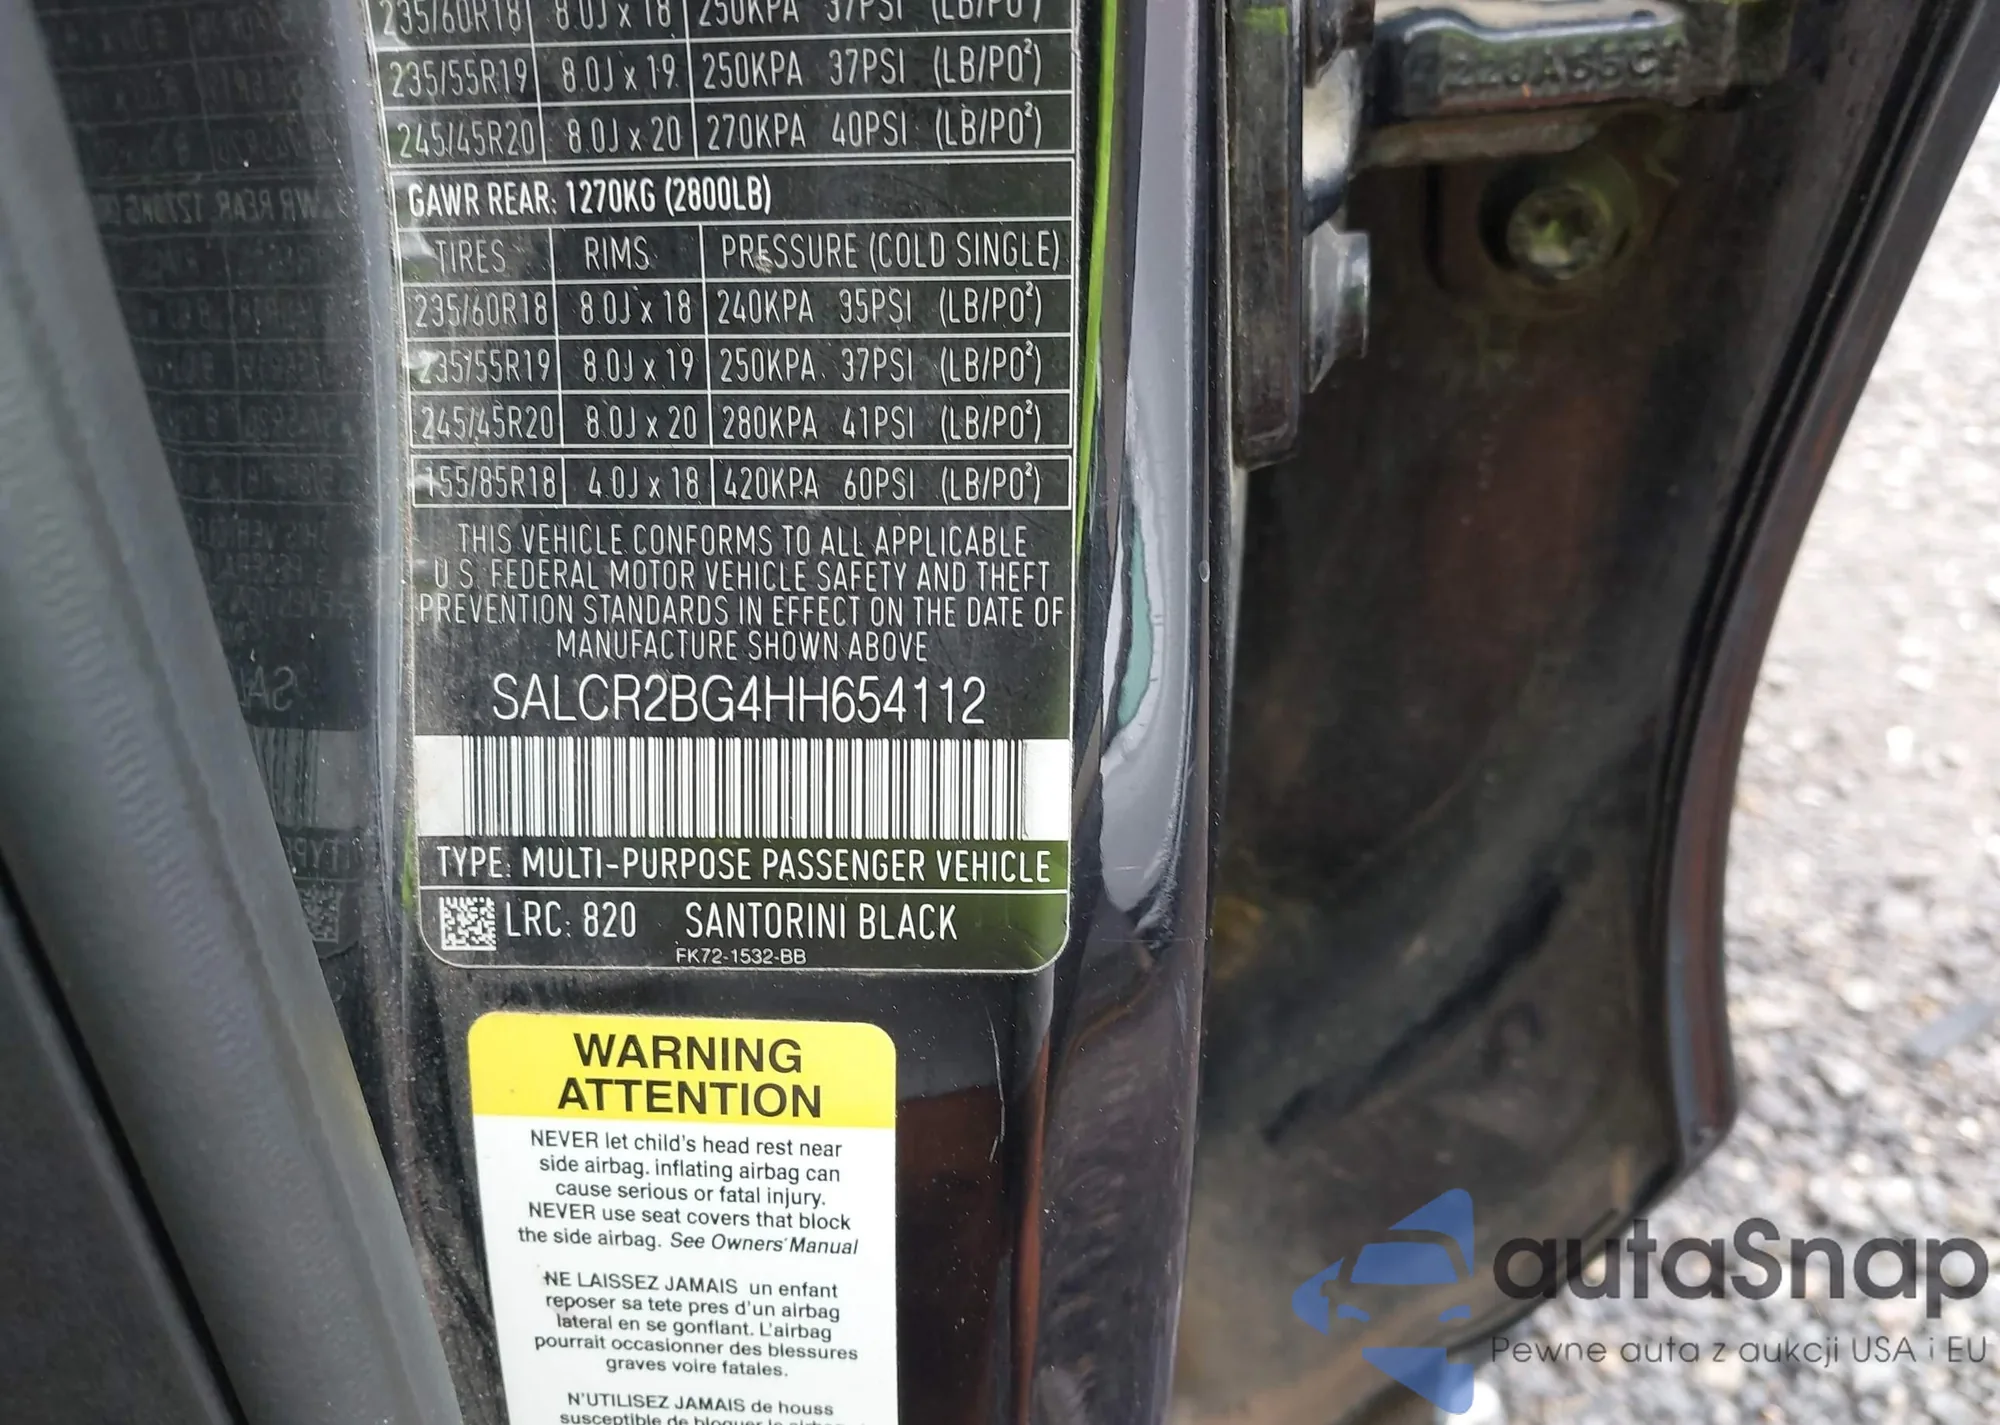 235/60R18 8.0J x 18 250KPA 37PSI (LB/PO²)
235/55R19 8.0J x 19 250KPA 37PSI (LB/PO²)
245/45R20 8.0J x 20 270KPA 40PSI (LB/PO²)
GAWR REAR: 1270KG (2800LB)
TIRES RIMS PRESSURE (COLD SINGLE)
235/60R18 8.0J x 18 240KPA 35PSI (LB/PO²)
235/55R19 8.0J x 19 250KPA 37PSI (LB/PO²)
245/45R20 8.0J x 20 280KPA 41PSI (LB/PO²)
155/85R18 4.0J x 18 420KPA 60PSI (LB/PO²)
THIS VEHICLE CONFORMS TO ALL APPLICABLE
U.S. FEDERAL MOTOR VEHICLE SAFETY AND THEFT
PREVENTION STANDARDS IN EFFECT ON THE DATE OF
MANUFACTURE SHOWN ABOVE
SALCR2BG4HH654112
TYPE: MULTI-PURPOSE PASSENGER VEHICLE
LRC: 820 SANTORINI BLACK
FK72-1532-BB
WARNING
ATTENTION
NEVER let child's head rest near
side airbag. inflating airbag can
cause serious or fatal injury.
NEVER use seat covers that block
the side airbag. See Owners' Manual
NE LAISSEZ JAMAIS un enfant
reposer sa tete pres d'un airbag
lateral en se gonflant. L'airbag
pourrait occasionner des blessures
graves voire fatales.
N'UTILISEZ JAMAIS de houss
susceptible de bloquer le
autaSnap
Pewne auta z aukcji USA i EU